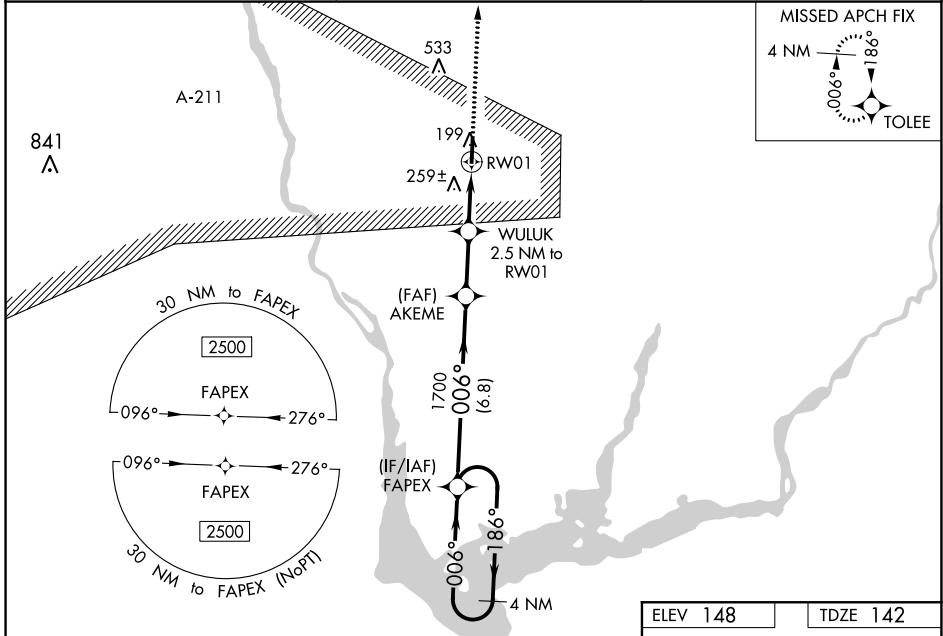 MISSED APCH FIX
4 NM
186°
006°
TOLEE
533
A-211
841
199
RW01
259±
WULUK
2.5 NM to
RW01
(FAF)
AKEME
30 NM to FAPEX
2500
FAPEX
096°
276°
1700
006°
(6.8)
096°
276°
FAPEX
2500
30 NM to FAPEX (NoPT)
(IF/IAF)
FAPEX
006°
186°
4 NM
ELEV 148
TDZE 142